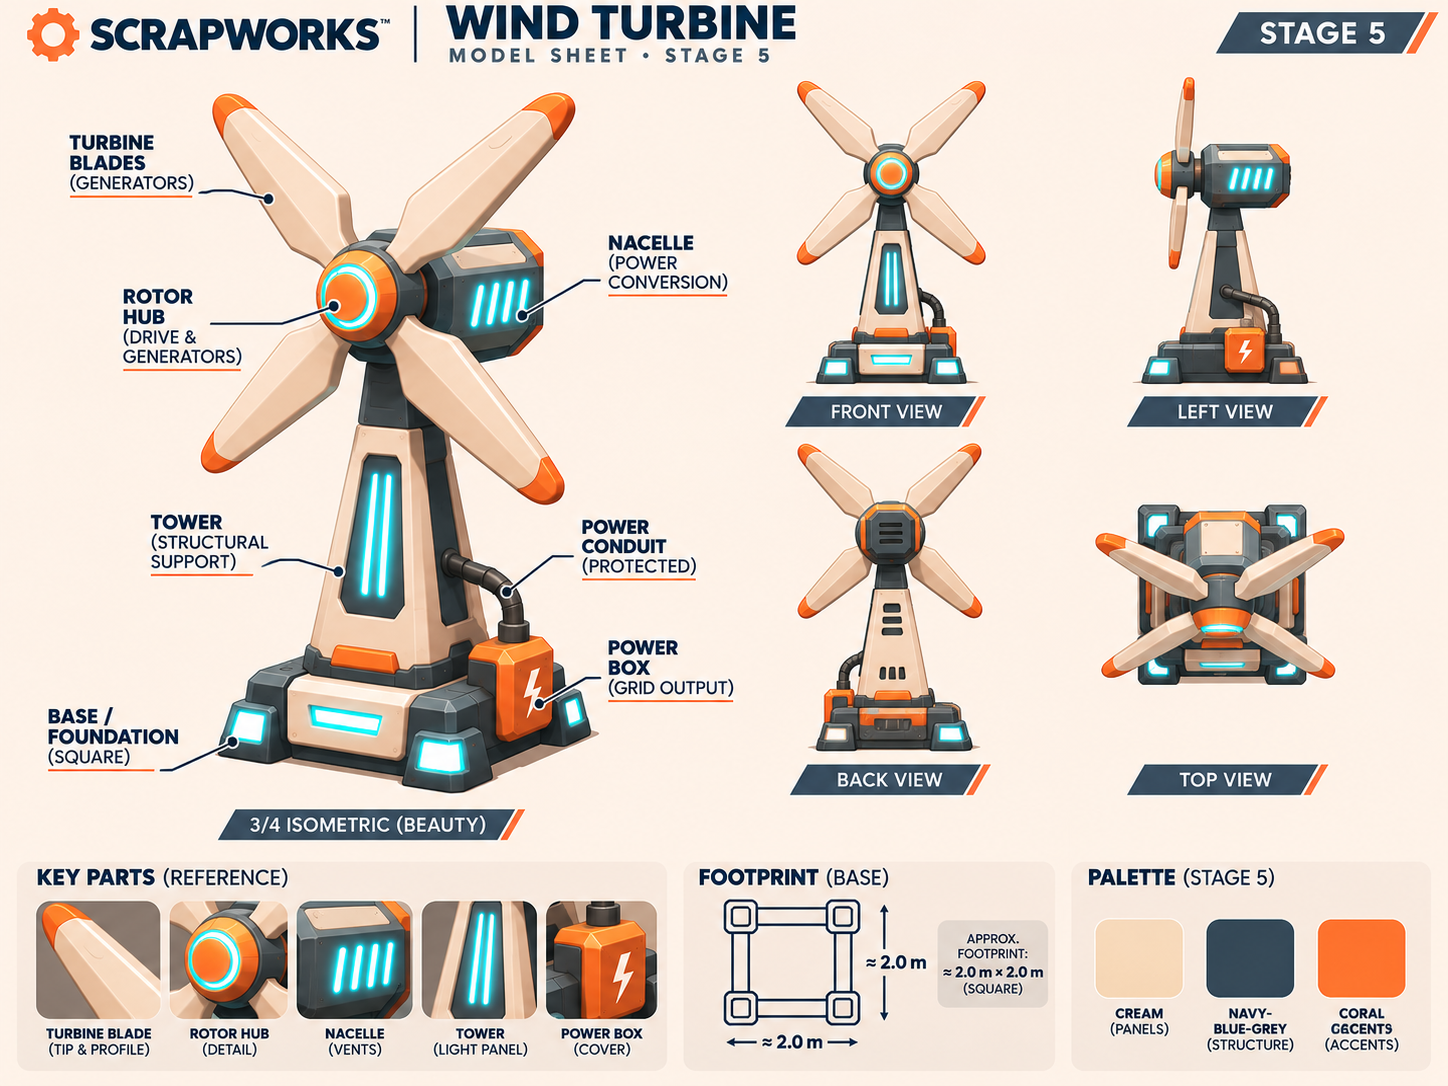 SCRAPWORKS™
WIND TURBINE
MODEL SHEET • STAGE 5
STAGE 5
TURBINE
BLADES
(GENERATORS)
ROTOR
HUB
(DRIVE &
GENERATORS)
NACELLE
(POWER
CONVERSION)
TOWER
(STRUCTURAL
SUPPORT)
POWER
CONDUIT
(PROTECTED)
POWER
BOX
(GRID OUTPUT)
BASE /
FOUNDATION
(SQUARE)
3/4 ISOMETRIC (BEAUTY)
FRONT VIEW
LEFT VIEW
BACK VIEW
TOP VIEW
KEY PARTS (REFERENCE)
TURBINE BLADE
(TIP & PROFILE)
ROTOR HUB
(DETAIL)
NACELLE
(VENTS)
TOWER
(LIGHT PANEL)
POWER BOX
(COVER)
FOOTPRINT (BASE)
≈ 2.0 m
≈ 2.0 m
APPROX.
FOOTPRINT:
≈ 2.0 m × 2.0 m
(SQUARE)
PALETTE (STAGE 5)
CREAM
(PANELS)
NAVY-
BLUE-GREY
(STRUCTURE)
CORAL
GCCENTS
(ACCENTS)